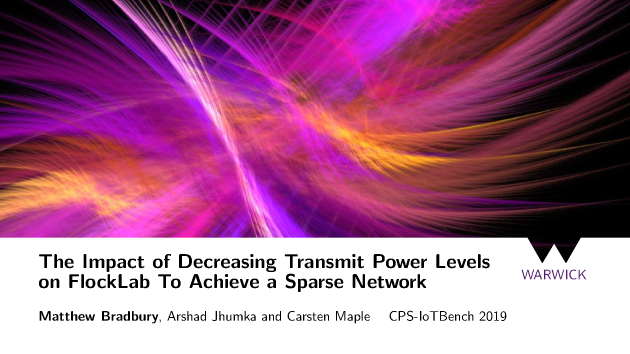 The Impact of Decreasing Transmit Power Levels
on FlockLab To Achieve a Sparse Network
WARWICK
Matthew Bradbury, Arshad Jhumka and Carsten Maple CPS-IoTBench 2019